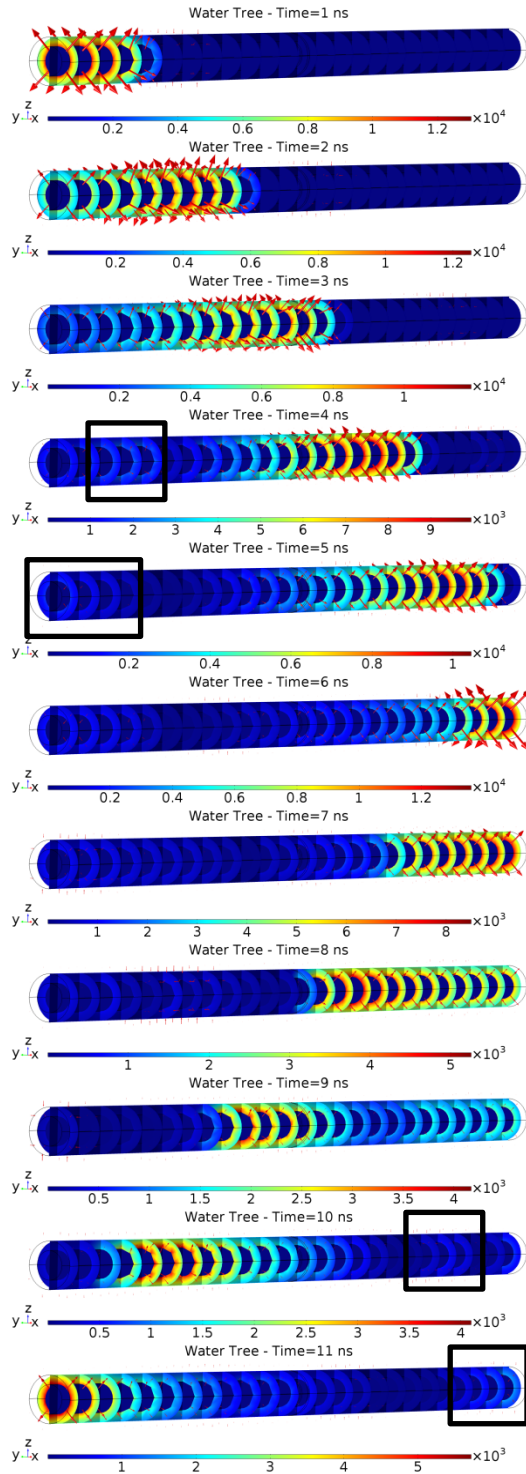 Water Tree - Time=1 ns
z
y x 0.2 0.4 0.6 0.8 1 1.2 ×10⁴
Water Tree - Time=2 ns
z
y x 0.2 0.4 0.6 0.8 1 1.2 ×10⁴
Water Tree - Time=3 ns
z
y x 0.2 0.4 0.6 0.8 1 ×10⁴
Water Tree - Time=4 ns
z
y x 1 2 3 4 5 6 7 8 9 ×10³
Water Tree - Time=5 ns
z
y x 0.2 0.4 0.6 0.8 1 ×10⁴
Water Tree - Time=6 ns
z
y x 0.2 0.4 0.6 0.8 1 1.2 ×10⁴
Water Tree - Time=7 ns
z
y x 1 2 3 4 5 6 7 8 ×10³
Water Tree - Time=8 ns
z
y x 1 2 3 4 5 ×10³
Water Tree - Time=9 ns
z
y x 0.5 1 1.5 2 2.5 3 3.5 4 ×10³
Water Tree - Time=10 ns
z
y x 0.5 1 1.5 2 2.5 3 3.5 4 ×10³
Water Tree - Time=11 ns
z
y x 1 2 3 4 5 ×10³